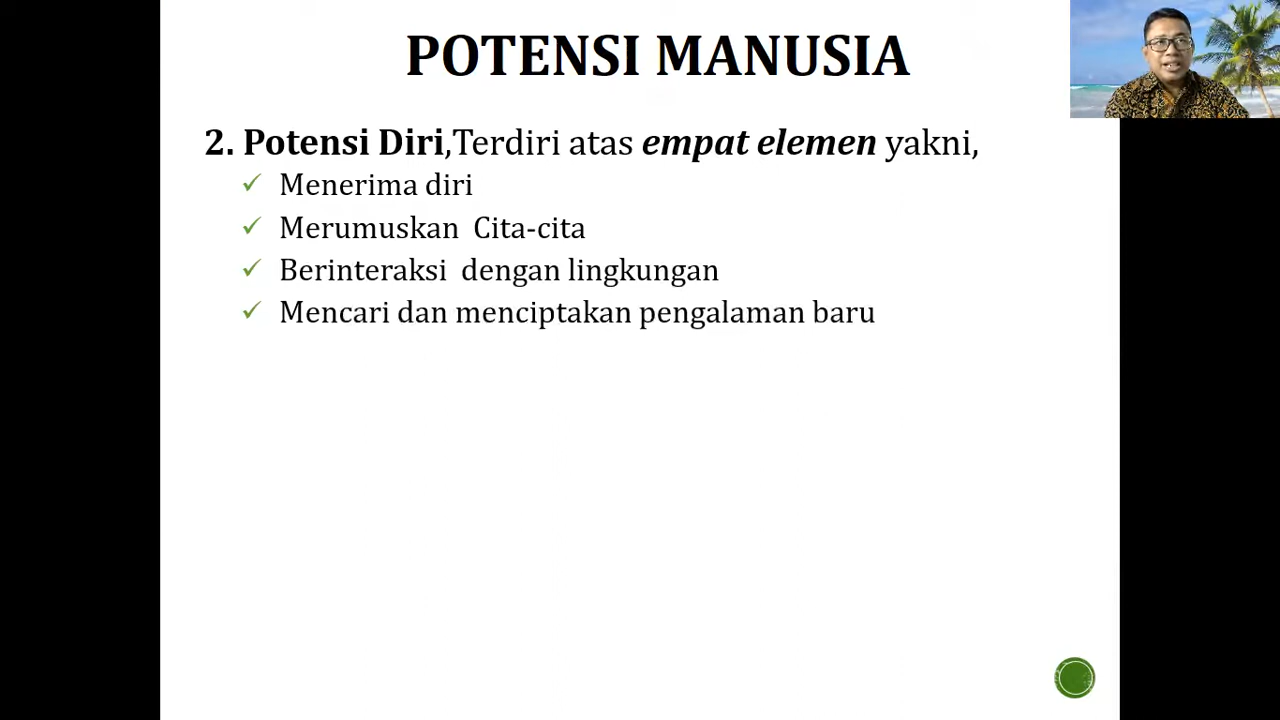 POTENSI MANUSIA
2. Potensi Diri,Terdiri atas empat elemen yakni,
✓ Menerima diri
✓ Merumuskan Cita-cita
✓ Berinteraksi dengan lingkungan
✓ Mencari dan menciptakan pengalaman baru